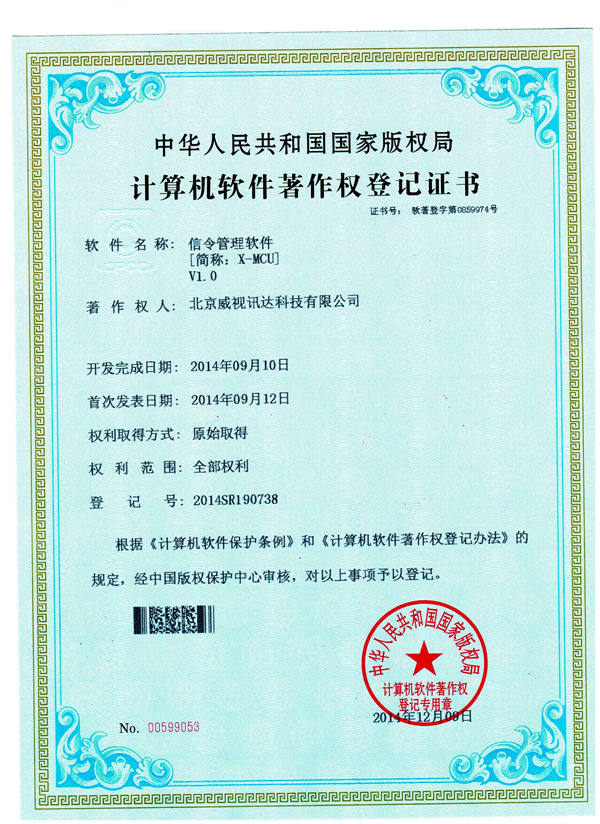 中华人民共和国国家版权局
计算机软件著作权登记证书
证书号: 软著登字第0859974号
软件名称: 信令管理软件
[简称: X-MCU]
V1.0
著作权人: 北京威视讯达科技有限公司
开发完成日期: 2014年09月10日
首次发表日期: 2014年09月12日
权利取得方式: 原始取得
权利范围: 全部权利
登记号: 2014SR190738
根据《计算机软件保护条例》和《计算机软件著作权登记办法》的
规定, 经中国版权保护中心审核, 对以上事项予以登记。
中华人民共和国国家版权局
计算机软件著作权
登记专用章
2014年12月09日
No. 00599053